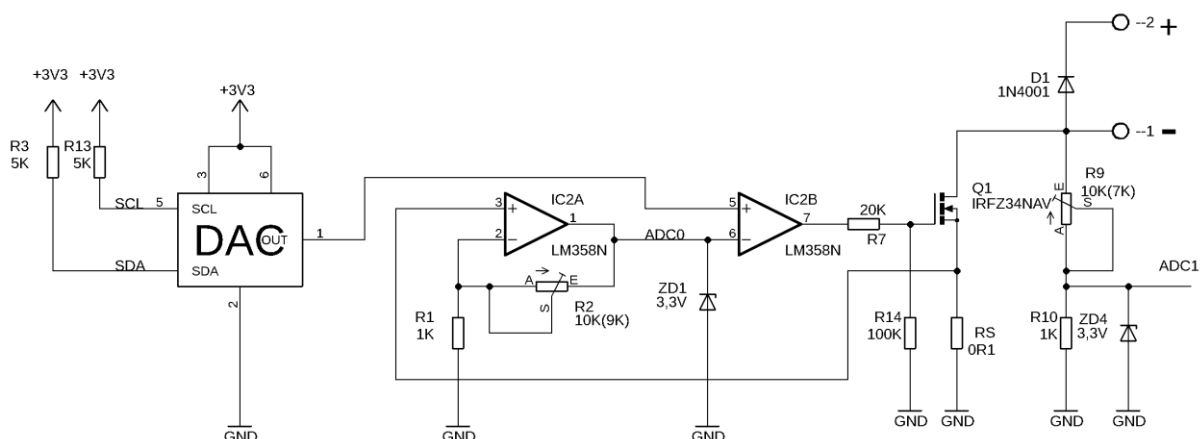 --2 +
D1
1N4001
--1 -
+3V3
+3V3
+3V3
R3
5K
R13
5K
3
6
SCL
5
SCL
DAC
OUT
1
SDA
SDA
2
GND
3
+
2
-
IC2A
1
LM358N
ADC0
A
E
S
R2
10K(9K)
R1
1K
GND
ZD1
3,3V
GND
5
+
6
-
IC2B
7
LM358N
20K
R7
R14
100K
GND
Q1
IRFZ34NAV
RS
0R1
GND
E
R9
10K(7K)
S
A
ADC1
R10
1K
ZD4
3,3V
GND
GND